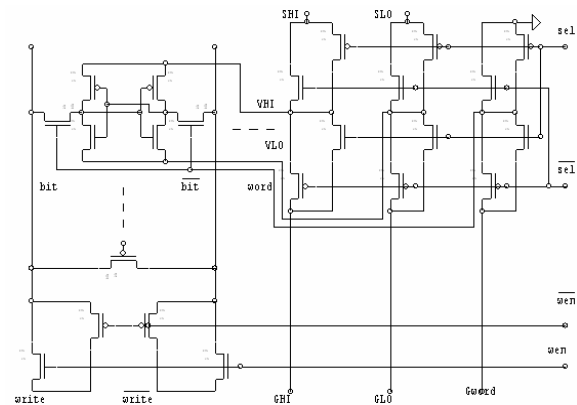 SHI SLO
sel
VHI
VLO
bit bit word sel
wen
wen
write write GHI GLO Gword